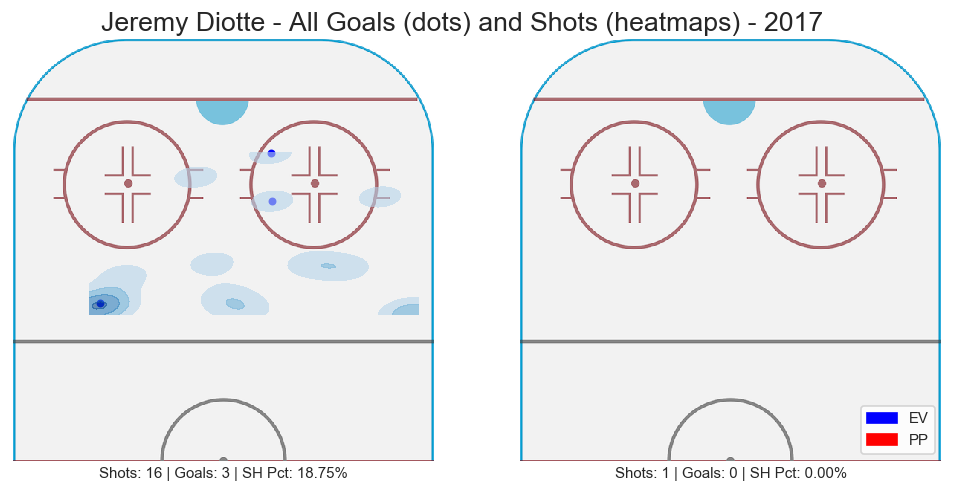 Jeremy Diotte - All Goals (dots) and Shots (heatmaps) - 2017
EV
PP
Shots: 16 | Goals: 3 | SH Pct: 18.75%
Shots: 1 | Goals: 0 | SH Pct: 0.00%